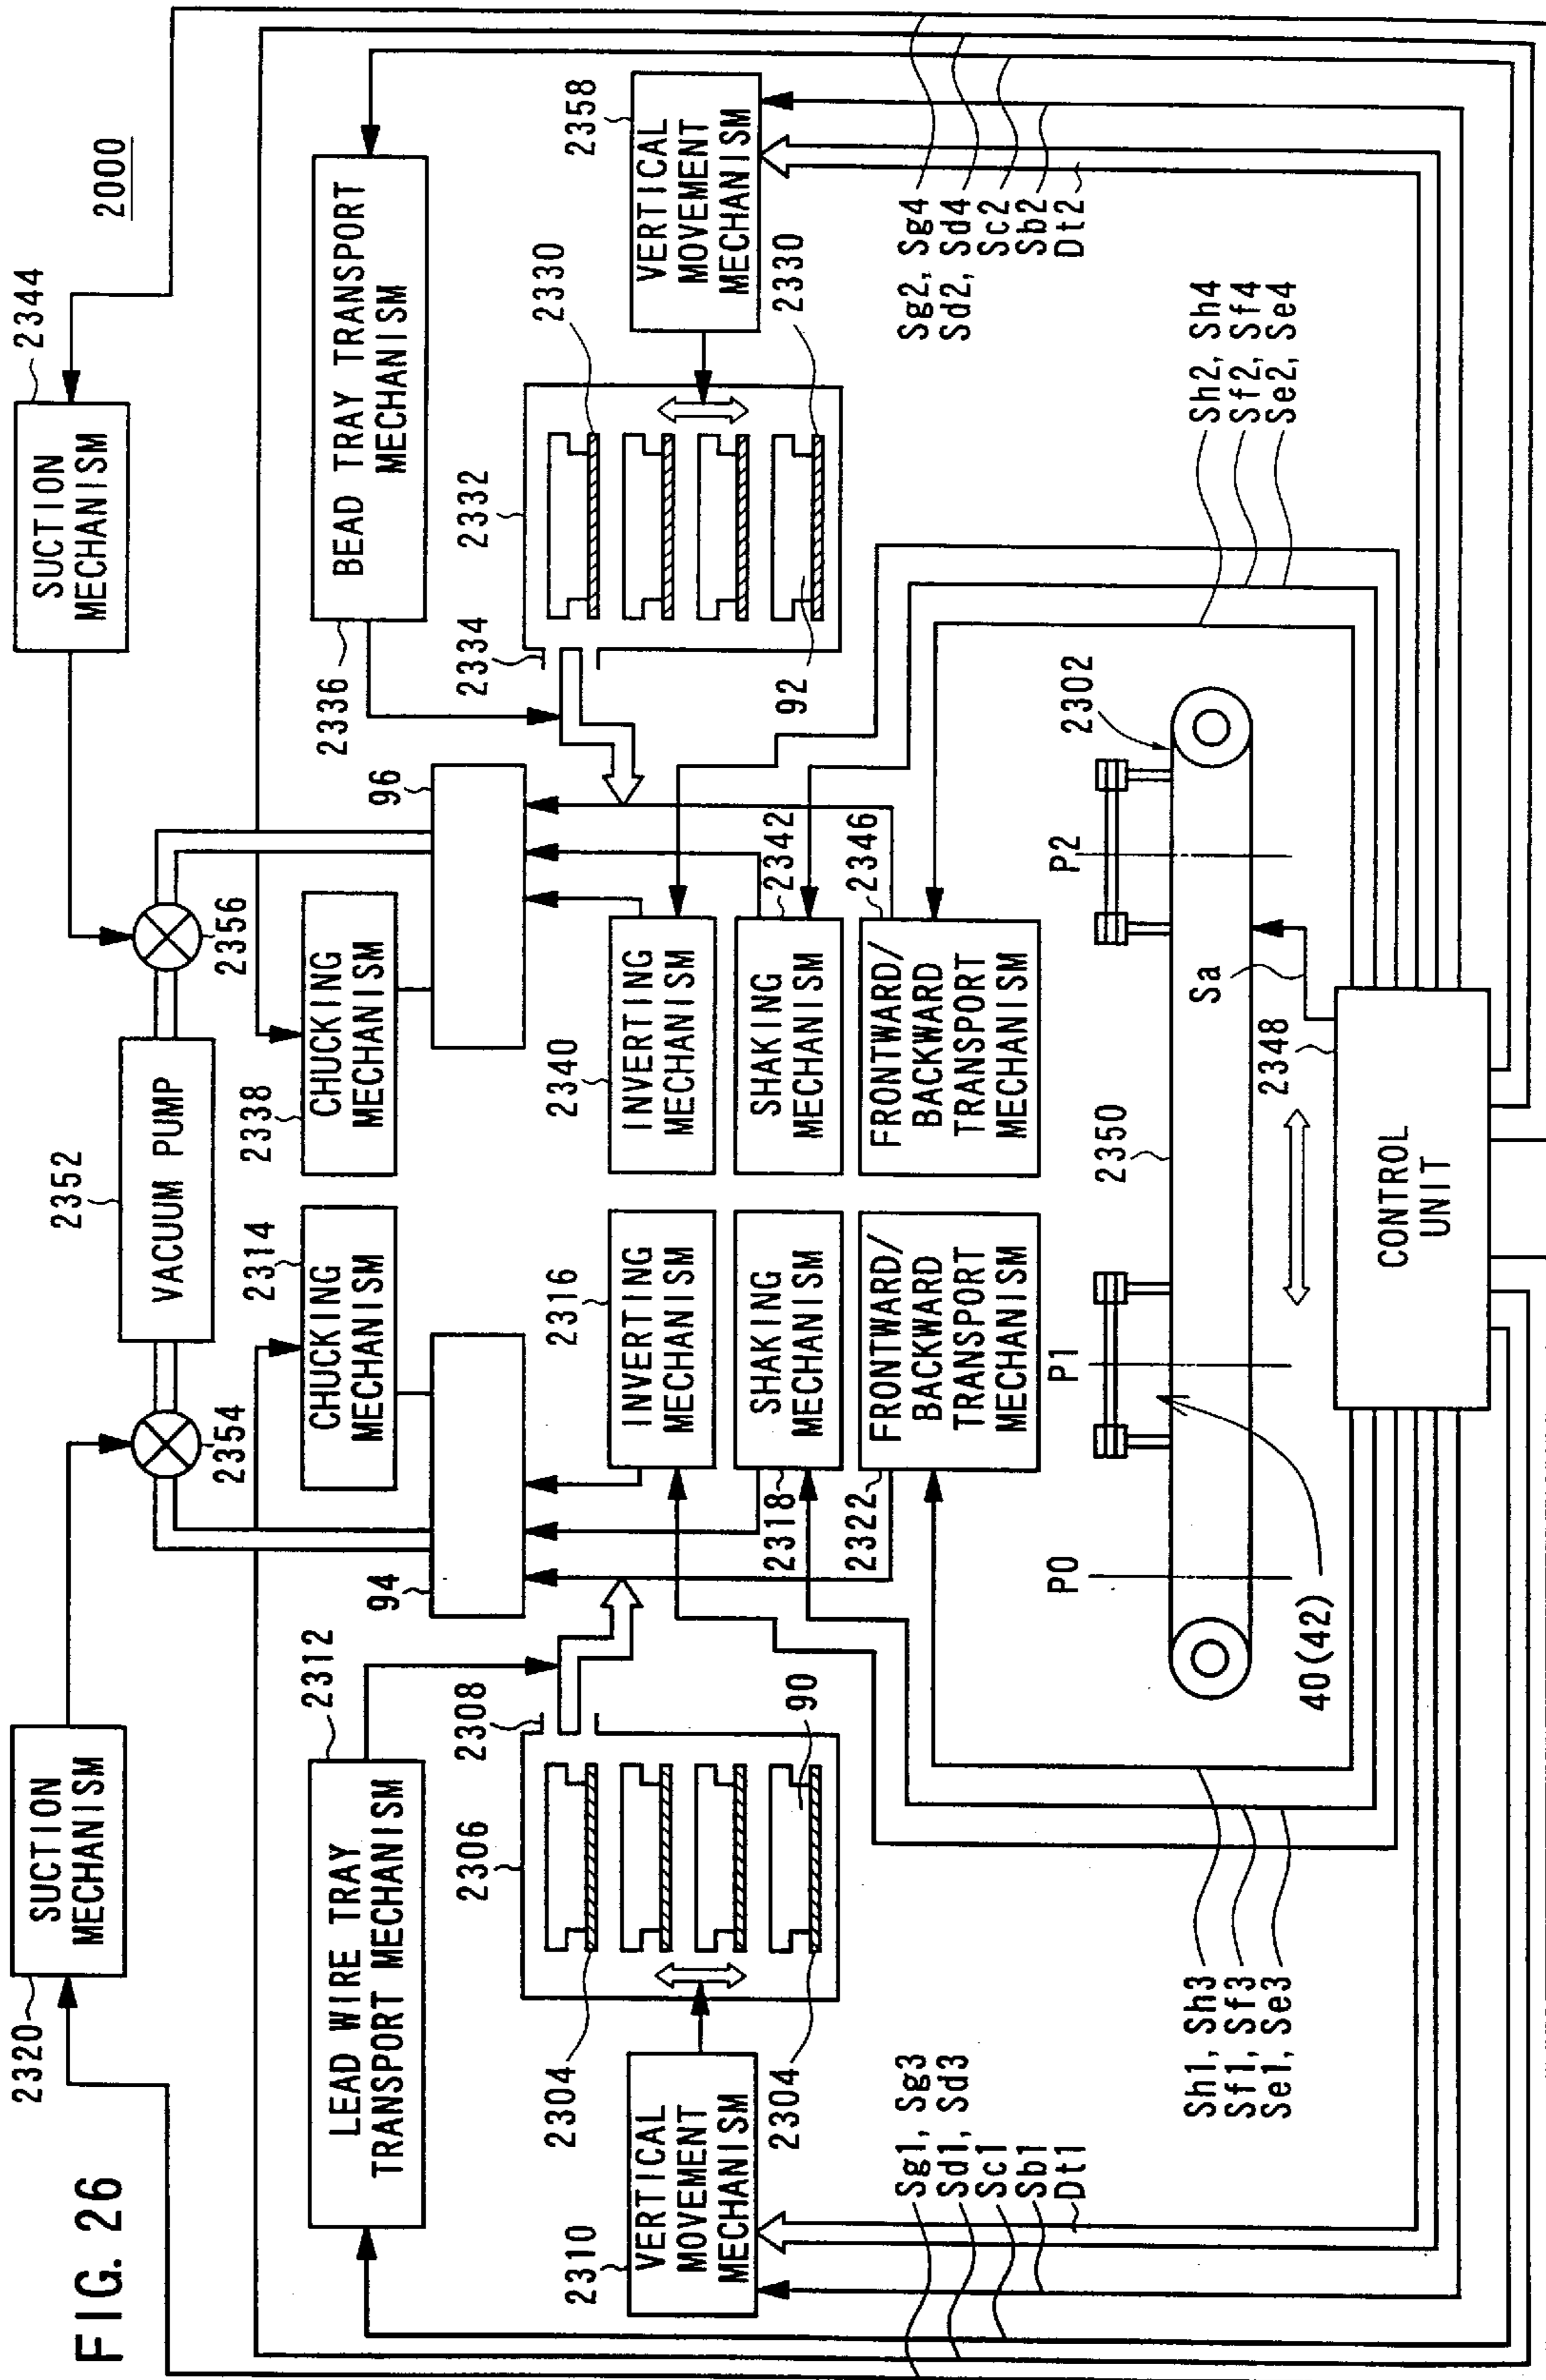 FIG. 26
2000
2320
SUCTION
MECHANISM
2344
SUCTION
MECHANISM
2352
VACUUM PUMP
2354
2356
2312
LEAD WIRE TRAY
TRANSPORT MECHANISM
2314
CHUCKING
MECHANISM
2338
CHUCKING
MECHANISM
2336
BEAD TRAY TRANSPORT
MECHANISM
94
96
2306
2308
2334
2332
2304
2330
2310
VERTICAL
MOVEMENT
MECHANISM
2316
INVERTING
MECHANISM
2340
INVERTING
MECHANISM
2358
VERTICAL
MOVEMENT
MECHANISM
90
92
2304
2330
2318
SHAKING
MECHANISM
SHAKING
MECHANISM
2342
2322
FRONTWARD/
BACKWARD
TRANSPORT
MECHANISM
FRONTWARD/
BACKWARD
TRANSPORT
MECHANISM
2346
Sg1, Sg3
Sd1, Sd3
Sc1
Sb1
Dt1
Sg2, Sg4
Sd2, Sd4
Sc2
Sb2
Dt2
P0
P1
P2
2302
2350
Sa
Sh1, Sh3
Sf1, Sf3
Se1, Se3
Sh2, Sh4
Sf2, Sf4
Se2, Se4
40(42)
2348
CONTROL
UNIT